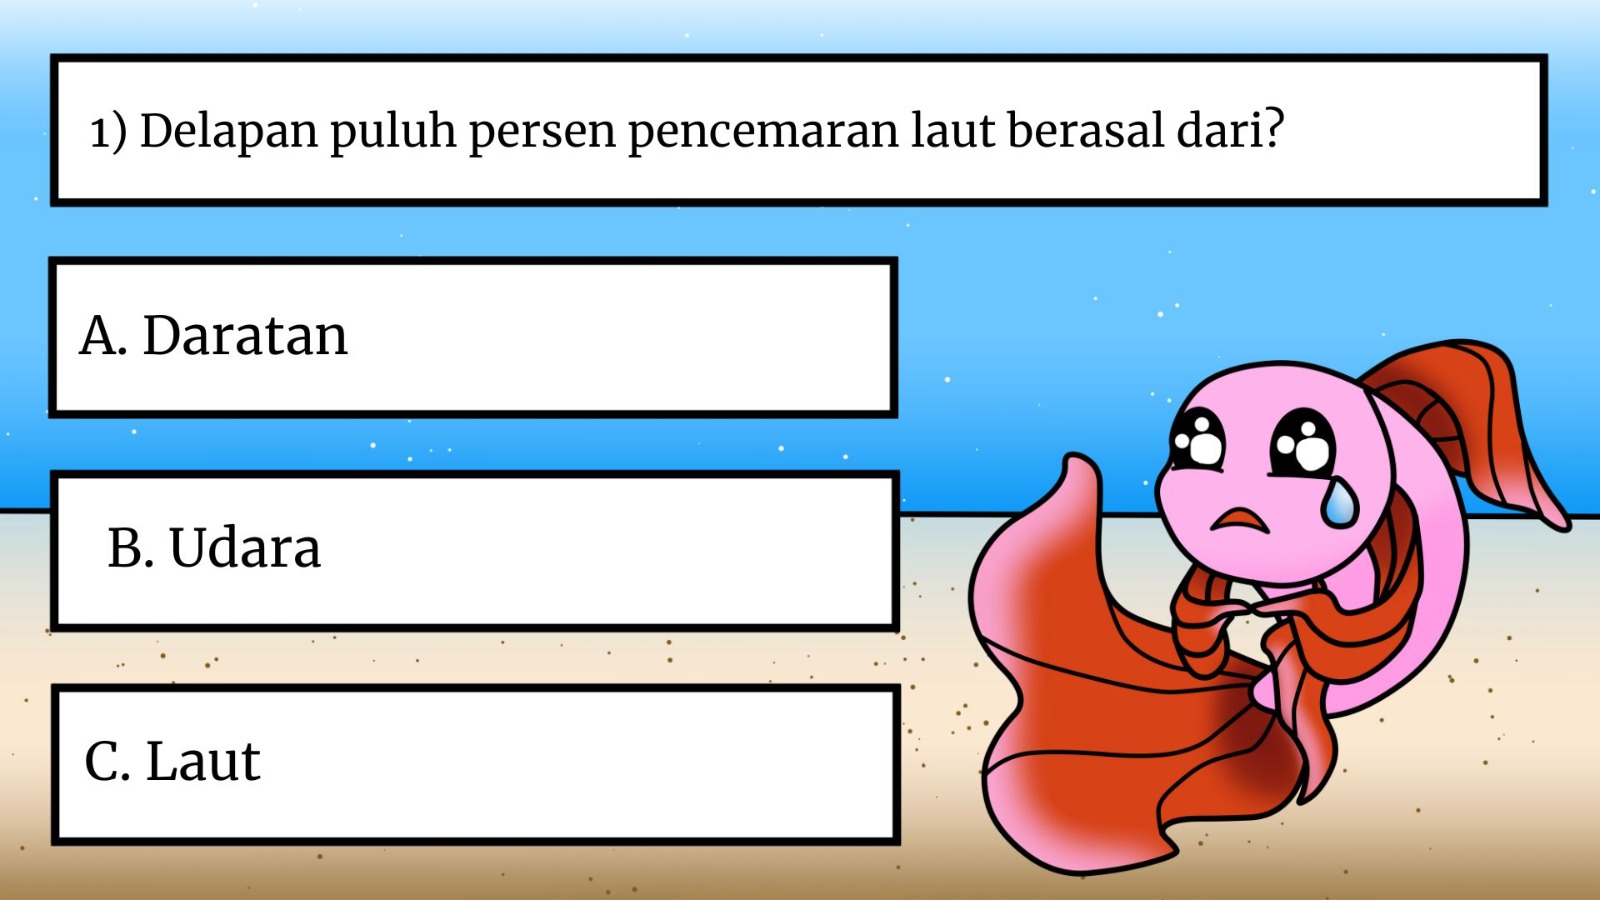 1) Delapan puluh persen pencemaran laut berasal dari?
A. Daratan
B. Udara
C. Laut